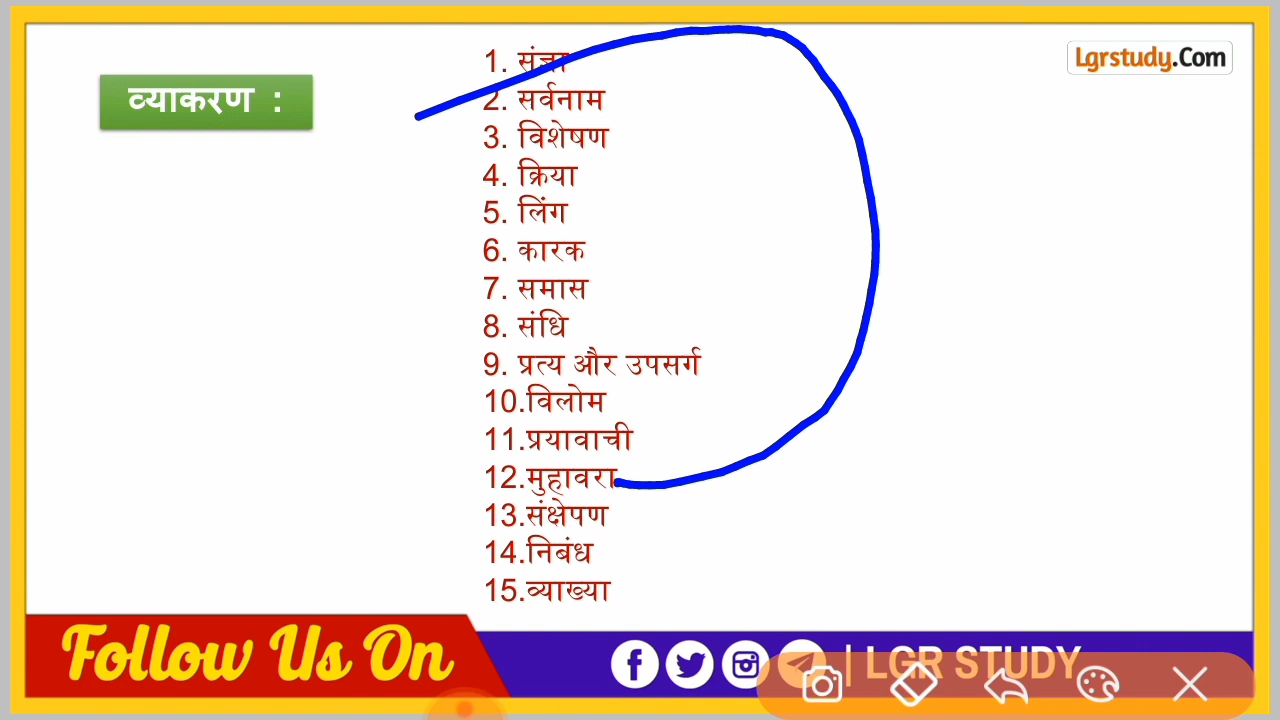 Lgrstudy.Com
व्याकरण :
1. संज्ञा
2. सर्वनाम
3. विशेषण
4. क्रिया
5. लिंग
6. कारक
7. समास
8. संधि
9. प्रत्य और उपसर्ग
10.विलोम
11.प्रयावाची
12.मुहावरा
13.संक्षेपण
14.निबंध
15.व्याख्या
Follow Us On
| LGR STUDY